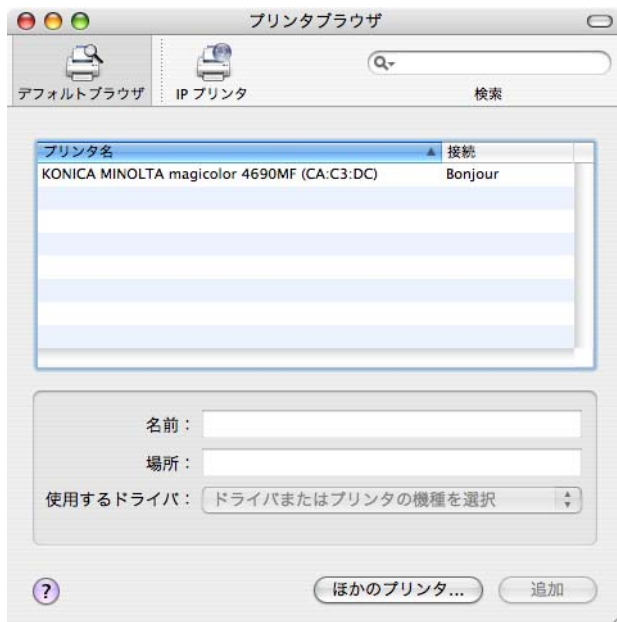 プリンタブラウザ
デフォルトブラウザ
IP プリンタ
検索
プリンタ名 接続
KONICA MINOLTA magicolor 4690MF (CA:C3:DC) Bonjour
名前：
場所：
使用するドライバ： ドライバまたはプリンタの機種を選択
? ほかのプリンタ... 追加